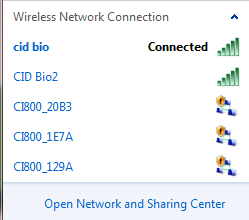 Wireless Network Connection
cid bio Connected
CID Bio2
CI800_20B3
CI800_1E7A
CI800_129A
Open Network and Sharing Center